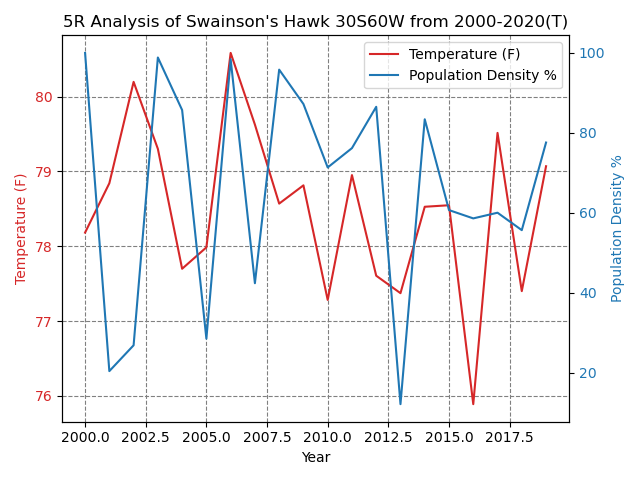 5R Analysis of Swainson's Hawk 30S60W from 2000-2020(T)
Temperature (F)
Population Density %
80
79
78
77
76
Temperature (F)
100
80
60
40
20
Population Density %
2000.0 2002.5 2005.0 2007.5 2010.0 2012.5 2015.0 2017.5
Year